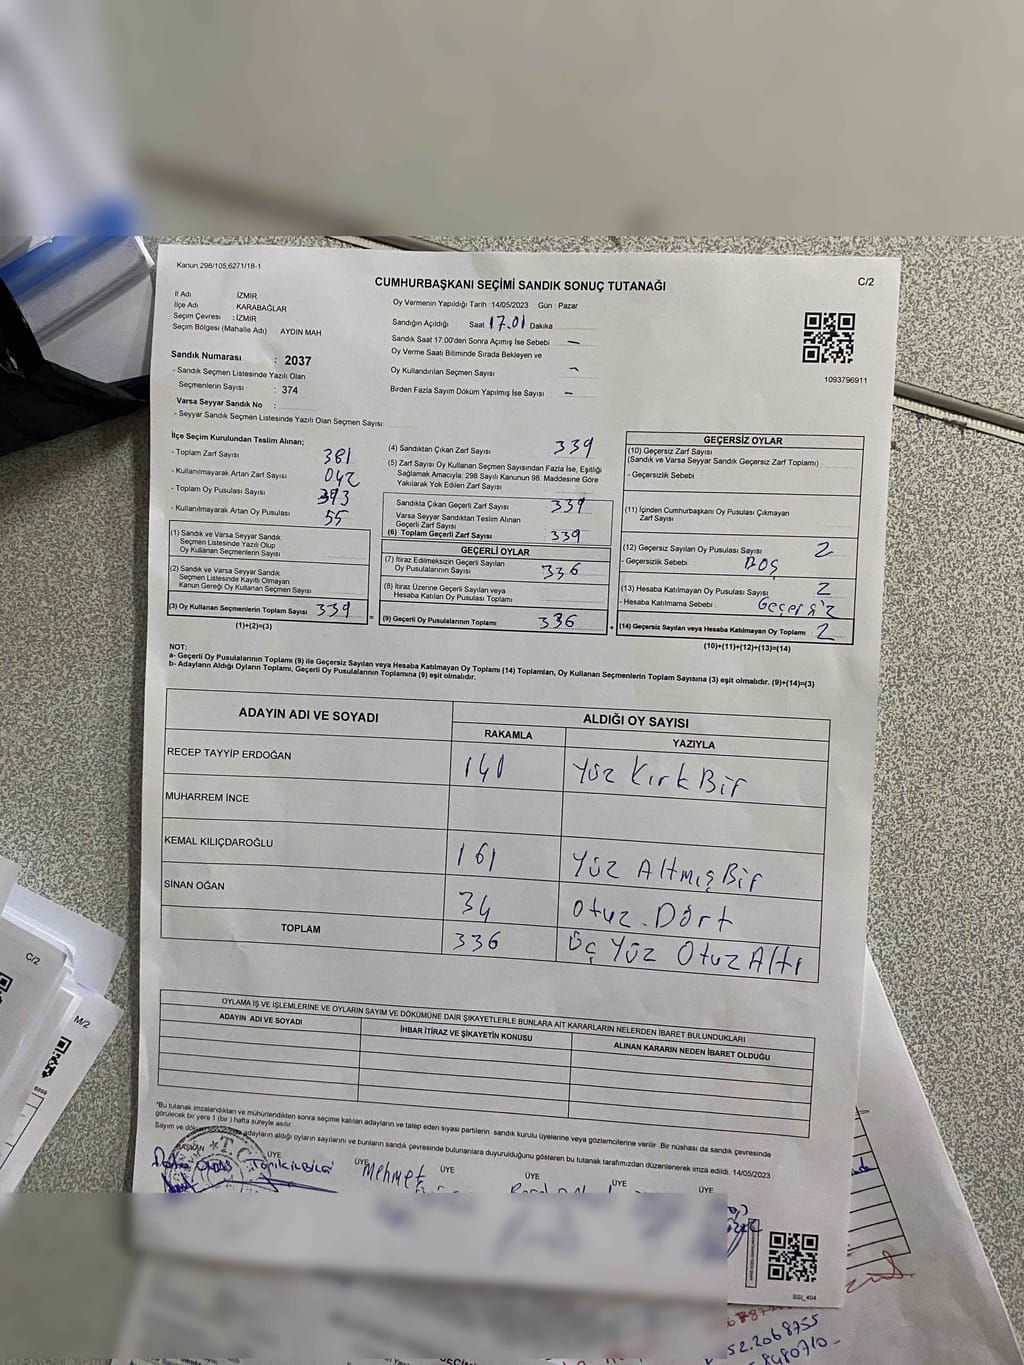 Kanun:298/105,6271/18-1
CUMHURBAŞKANI SEÇİMİ SANDIK SONUÇ TUTANAĞI
C/2
İl Adı : İZMİR
İlçe Adı : KARABAĞLAR
Seçim Çevresi : İZMİR
Seçim Bölgesi (Mahalle Adı) : AYDIN MAH
Oy Vermenin Yapıldığı Tarih : 14/05/2023 Gün : Pazar
Sandığın Açıldığı Saat 17.01 Dakika
Sandık Saat 17.00'den Sonra Açımış İse Sebebi —
Oy Verme Saati Bitiminde Sırada Bekleyen ve
Oy Kullandırılan Seçmen Sayısı —
Birden Fazla Sayım Döküm Yapılmış İse Sayısı —
1093796911
Sandık Numarası : 2037
- Sandık Seçmen Listesinde Yazılı Olan
Seçmenlerin Sayısı : 374
Varsa Seyyar Sandık No :
- Seyyar Sandık Seçmen Listesinde Yazılı Olan Seçmen Sayısı:
İlçe Seçim Kurulundan Teslim Alınan;
- Toplam Zarf Sayısı 381
- Kullanılmayarak Artan Zarf Sayısı 042
- Toplam Oy Pusulası Sayısı 393
- Kullanılmayarak Artan Oy Pusulası 55
(1) Sandık ve Varsa Seyyar Sandık
Seçmen Listesinde Yazılı Olup
Oy Kullanan Seçmenlerin Sayısı
(2) Sandık ve Varsa Seyyar Sandık
Seçmen Listesinde Kayıtlı Olmayan
Kanun Gereği Oy Kullanan Seçmen Sayısı
(3) Oy Kullanan Seçmenlerin Toplam Sayısı 339
(1)+(2)=(3)
(4) Sandıktan Çıkan Zarf Sayısı 339
(5) Zarf Sayısı Oy Kullanan Seçmen Sayısından Fazla İse, Eşitliği
Sağlamak Amacıyla, 298 Sayılı Kanunun 98. Maddesine Göre
Yakılarak Yok Edilen Zarf Sayısı
Sandıkta Çıkan Geçerli Zarf Sayısı 339
Varsa Seyyar Sandıktan Teslim Alınan
Geçerli Zarf Sayısı
(6) Toplam Geçerli Zarf Sayısı 339
GEÇERLİ OYLAR
(7) İtiraz Edilmeksizin Geçerli Sayılan
Oy Pusulalarının Sayısı 336
(8) İtiraz Üzerine Geçerli Sayılan veya
Hesaba Katılan Oy Pusulası Toplamı
= (9) Geçerli Oy Pusulalarının Toplamı 336 +
GEÇERSİZ OYLAR
(10) Geçersiz Zarf Sayısı
(Sandık ve Varsa Seyyar Sandık Geçersiz Zarf Toplamı)
- Geçersizlik Sebebi
(11) İçinden Cumhurbaşkanı Oy Pusulası Çıkmayan
Zarf Sayısı
(12) Geçersiz Sayılan Oy Pusulası Sayısı 2
- Geçersizlik Sebebi BOŞ
(13) Hesaba Katılmayan Oy Pusulası Sayısı 2
- Hesaba Katılmama Sebebi : Geçersiz
(14) Geçersiz Sayılan veya Hesaba Katılmayan Oy Toplamı 2
(10)+(11)+(12)+(13)=(14)
NOT:
a- Geçerli Oy Pusulalarının Toplamı (9) ile Geçersiz Sayılan veya Hesaba Katılmayan Oy Toplamı (14) Toplamları, Oy Kullanan Seçmenlerin Toplam Sayısına (3) eşit olmalıdır. (9)+(14)=(3)
b- Adayların Aldığı Oyların Toplamı, Geçerli Oy Pusulalarının Toplamına (9) eşit olmalıdır.
ADAYIN ADI VE SOYADI
ALDIĞI OY SAYISI
RAKAMLA YAZIYLA
RECEP TAYYİP ERDOĞAN 141 Yüz Kırk Bir
MUHARREM İNCE
KEMAL KILIÇDAROĞLU 161 Yüz Altmış Bir
SİNAN OĞAN 34 Otuz. Dört
TOPLAM 336 Üç Yüz Otuz Altı
OYLAMA İŞ VE İŞLEMLERİNE VE OYLARIN SAYIM VE DÖKÜMÜNE DAİR ŞİKAYETLERLE BUNLARA AİT KARARLARIN NELERDEN İBARET BULUNDUKLARI
ADAYIN ADI VE SOYADI
İHBAR İTİRAZ VE ŞİKAYETİN KONUSU
ALINAN KARARIN NEDEN İBARET OLDUĞU
*Bu tutanak imzalandıktan ve mühürlendikten sonra seçime katılan adayların ve talep eden siyasi partilerin sandık kurulu üyelerine veya gözlemcilerine verilir. Bir nüshası da sandık çevresinde
görülecek bir yere 1 (bir) hafta süreyle asılır.
Sayım ve döküm adayların aldığı oyların sayılarını ve bunların sandık çevresinde bulunanlara duyurulduğunu gösteren bu tutanak tarafımızdan düzenlenerek imza edildi. 14/05/2023
BAŞKAN ÜYE ÜYE ÜYE ÜYE ÜYE ÜYE
T.C.
Mehmet
SSI_404
C/2
M/2
52.2068755
8480710-